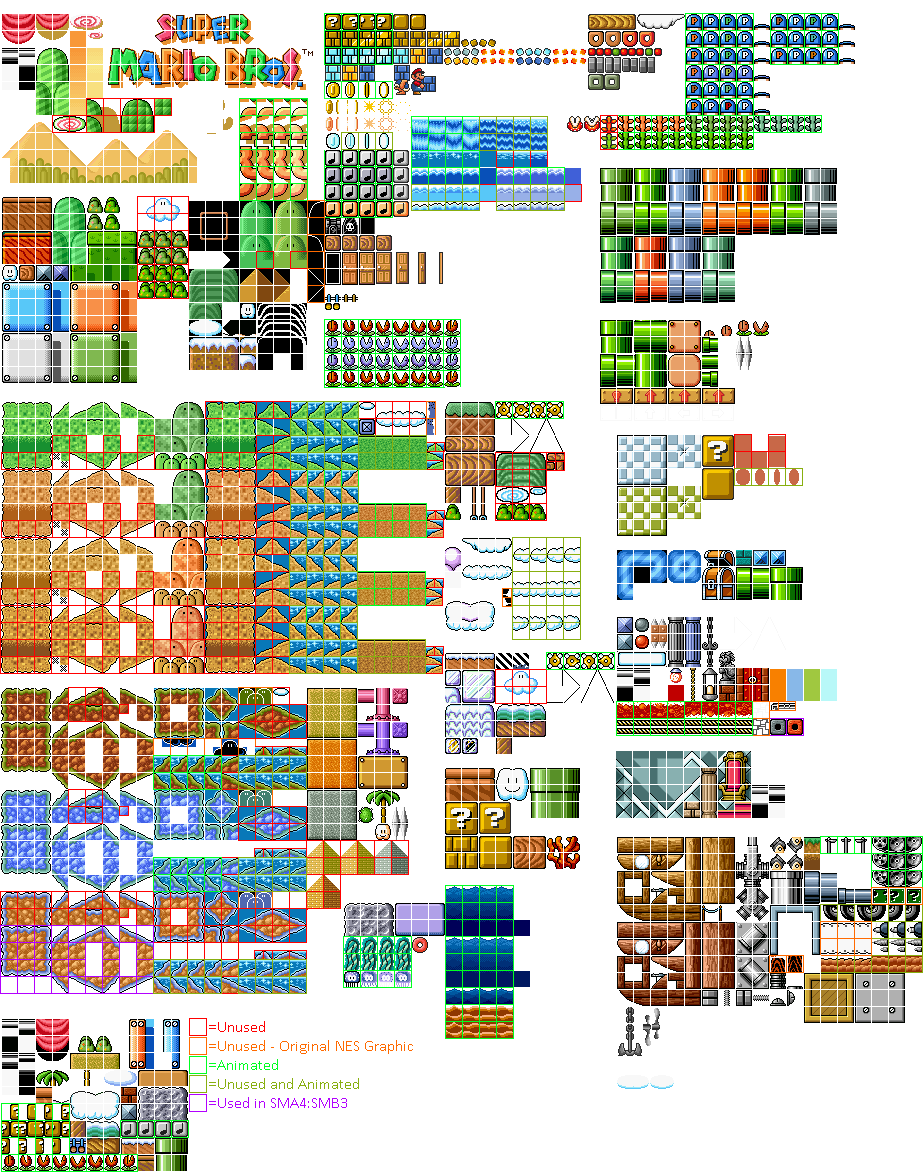 SUPER
MARIO BROS.™
=Unused
=Unused - Original NES Graphic
=Animated
=Unused and Animated
=Used in SMA4:SMB3